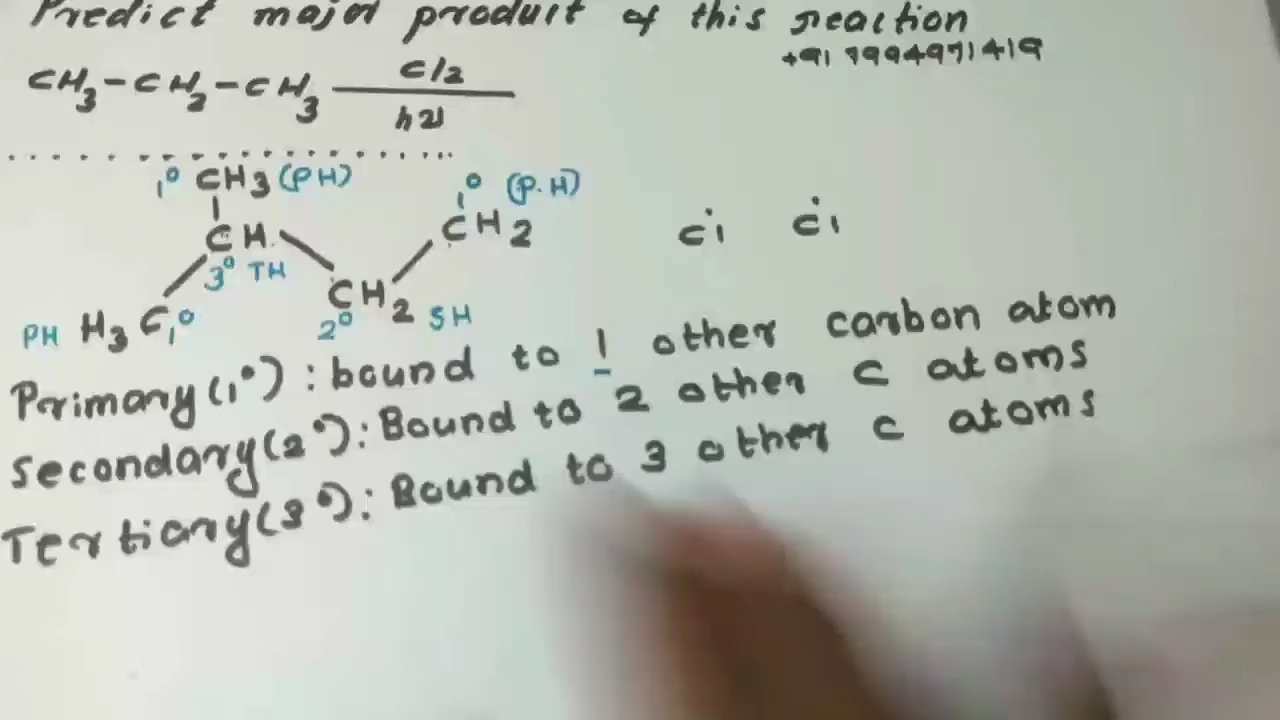 Predict major product of this reaction
+91 7994971419
CH3-CH2-CH3 Cl2
hν
1° CH3 (PH) 1° (P.H)
CH CH2 Cl Cl
3° TH
CH2
PH H3C 1° 2° SH
Primary (1°) : bound to 1 other carbon atom
Secondary (2°) : Bound to 2 other C atoms
Tertiary (3°) : Bound to 3 other C atoms